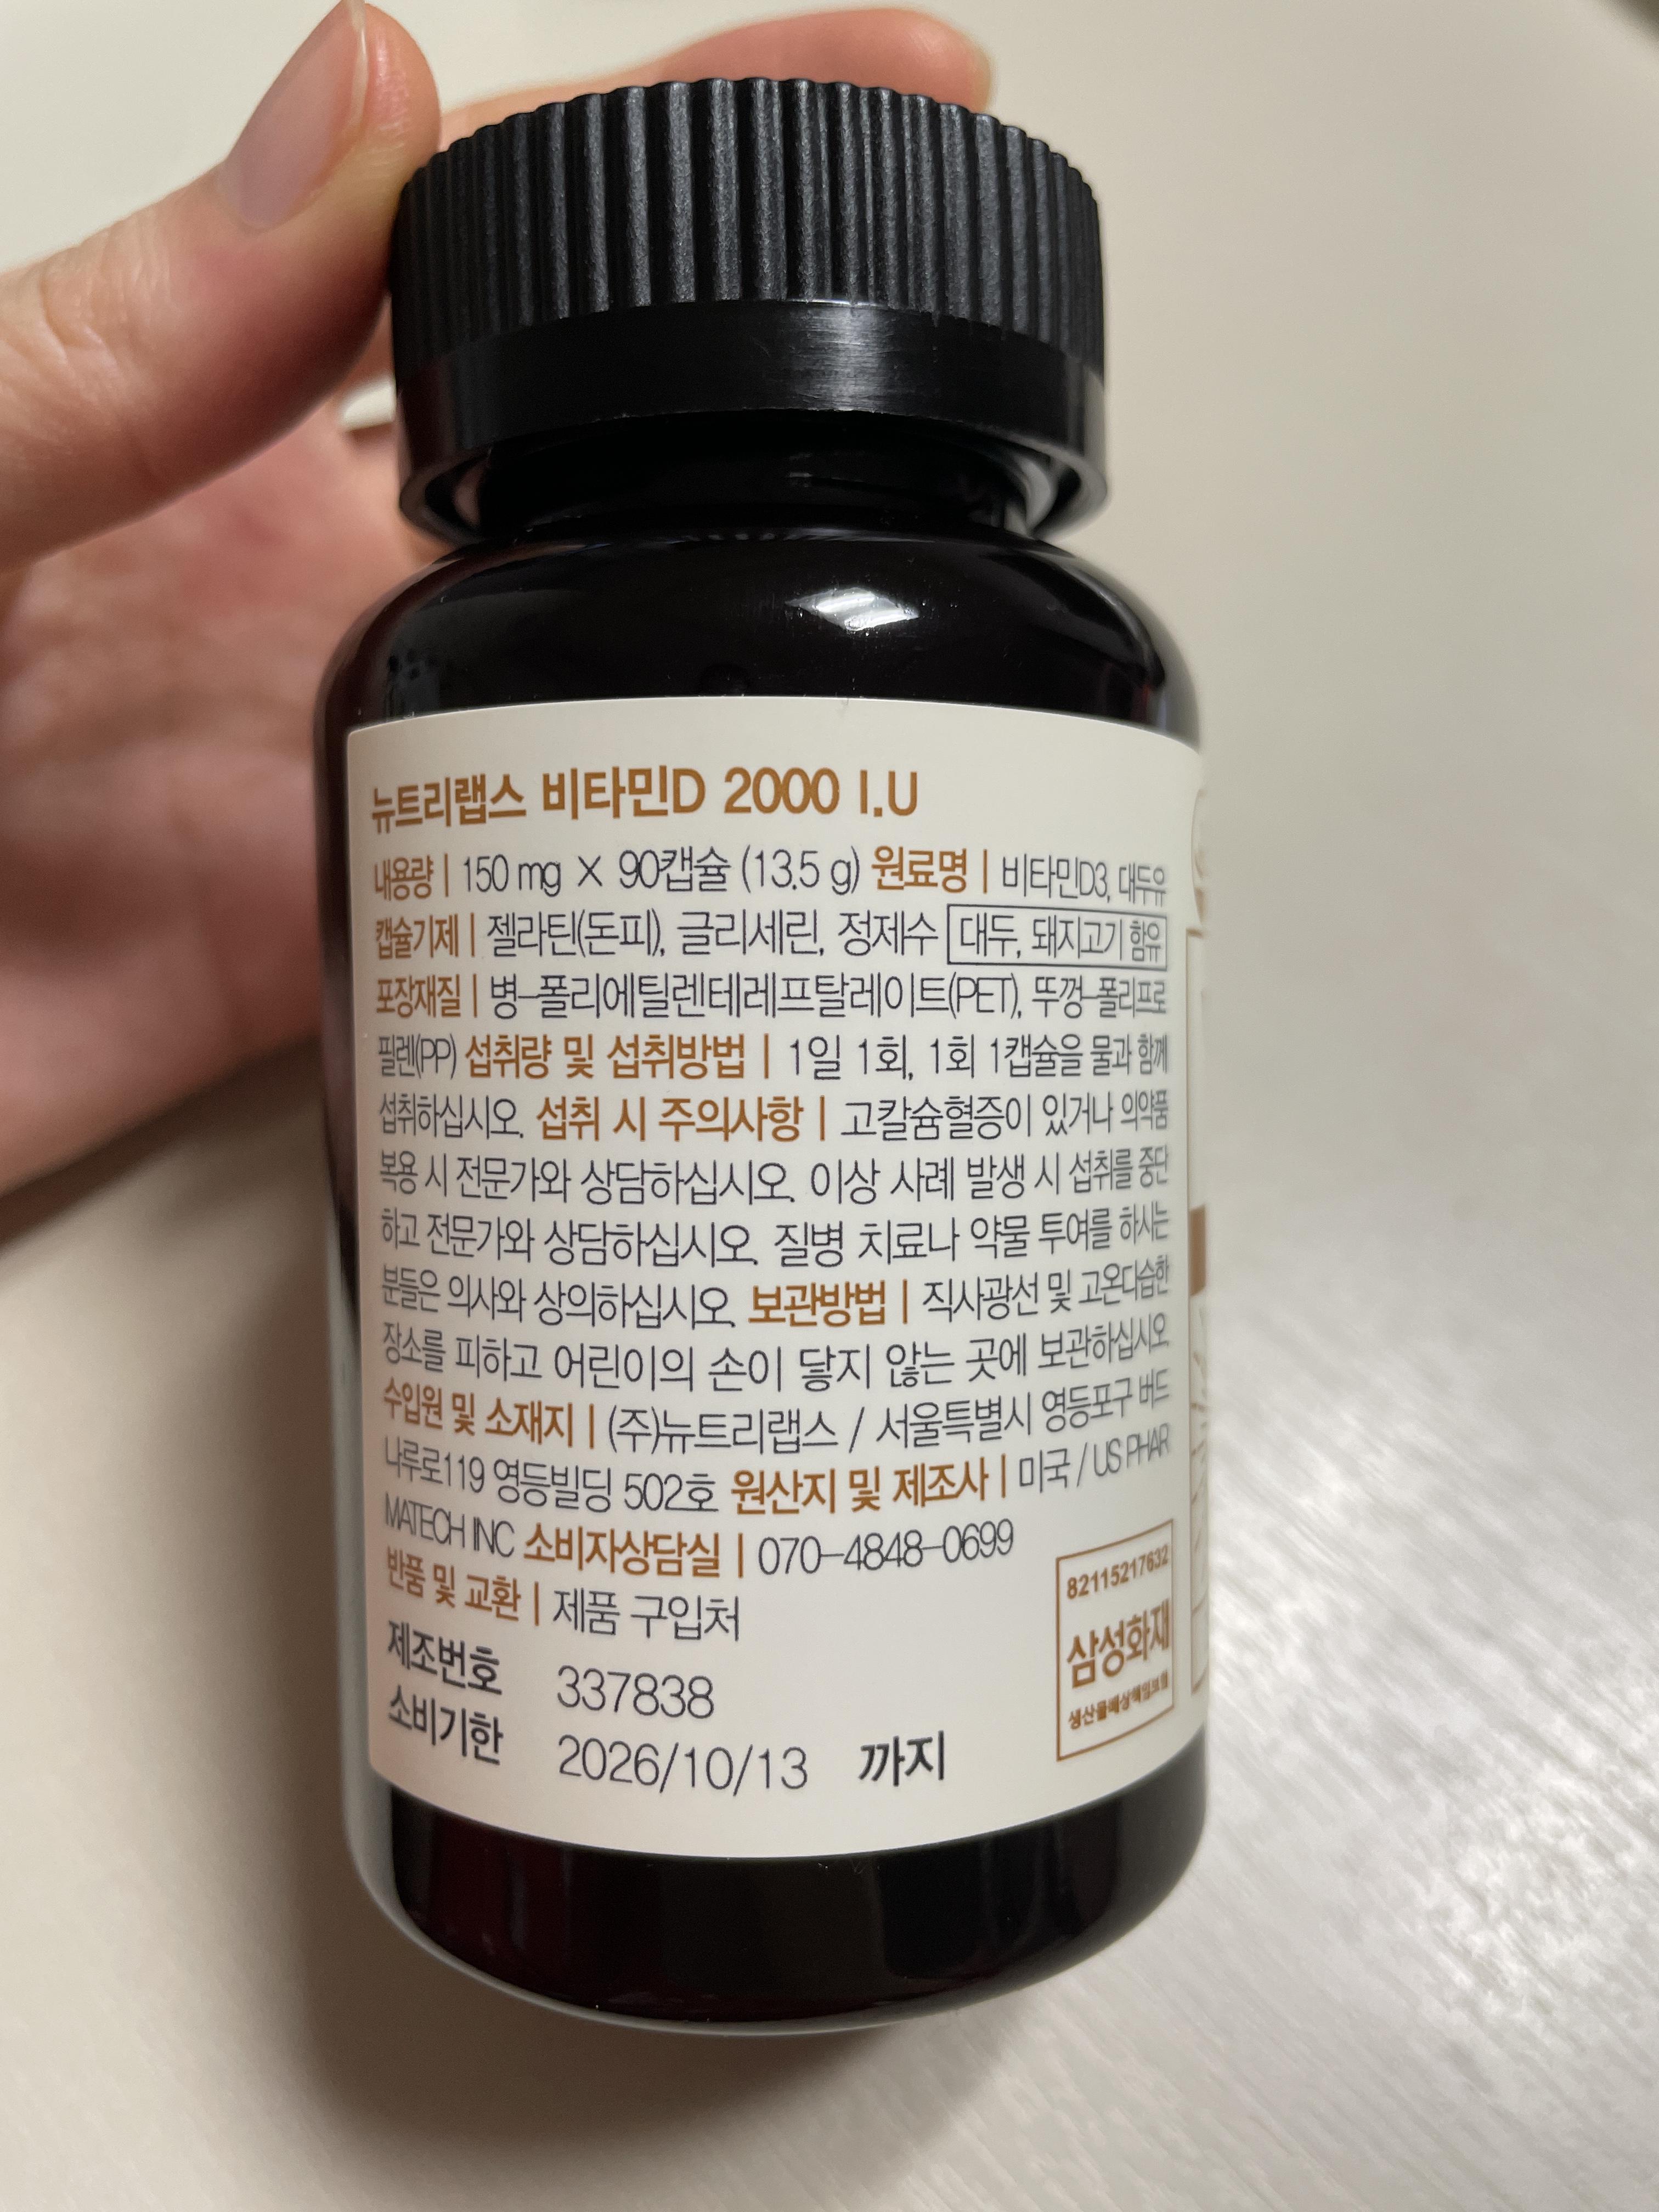 뉴트리랩스 비타민D 2000 I.U
내용량 | 150 mg × 90캡슐 (13.5 g) 원료명 | 비타민D3, 대두유
캡슐기제 | 젤라틴(돈피), 글리세린, 정제수 대두, 돼지고기 함유
포장재질 | 병-폴리에틸렌테레프탈레이트(PET), 뚜껑-폴리프로
필렌(PP) 섭취량 및 섭취방법 | 1일 1회, 1회 1캡슐을 물과 함께
섭취하십시오. 섭취 시 주의사항 | 고칼슘혈증이 있거나 의약품
복용 시 전문가와 상담하십시오. 이상 사례 발생 시 섭취를 중단
하고 전문가와 상담하십시오. 질병 치료나 약물 투여를 하시는
분들은 의사와 상의하십시오. 보관방법 | 직사광선 및 고온다습한
장소를 피하고 어린이의 손이 닿지 않는 곳에 보관하십시오.
수입원 및 소재지 | (주)뉴트리랩스 / 서울특별시 영등포구 버드
나루로119 영등빌딩 502호 원산지 및 제조사 | 미국 / US PHAR
MATECH INC 소비자상담실 | 070-4848-0699
반품 및 교환 | 제품 구입처
82115217632
삼성화재
생산물배상책임보험
제조번호 337838
소비기한 2026/10/13 까지